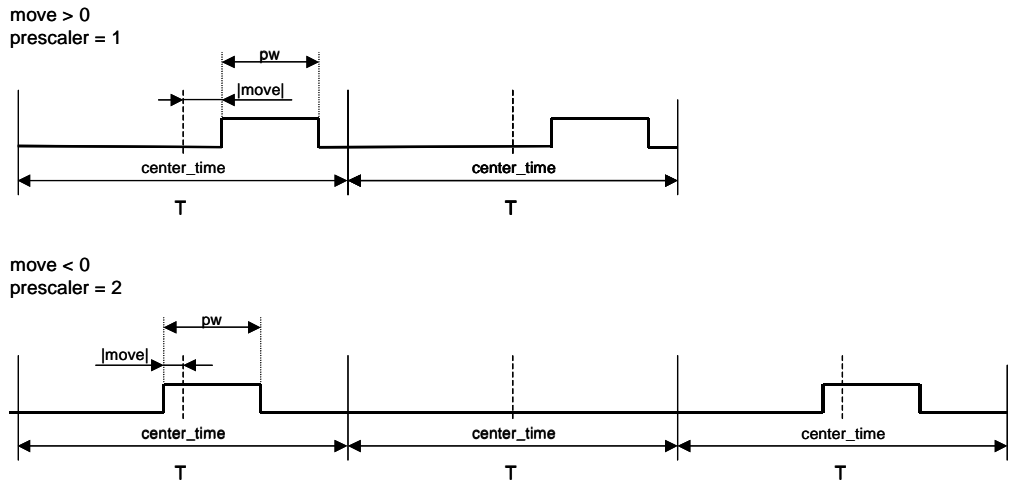 move > 0
prescaler = 1
pw
|move|
center_time
center_time
T
T
move < 0
prescaler = 2
pw
|move|
center_time
center_time
center_time
T
T
T